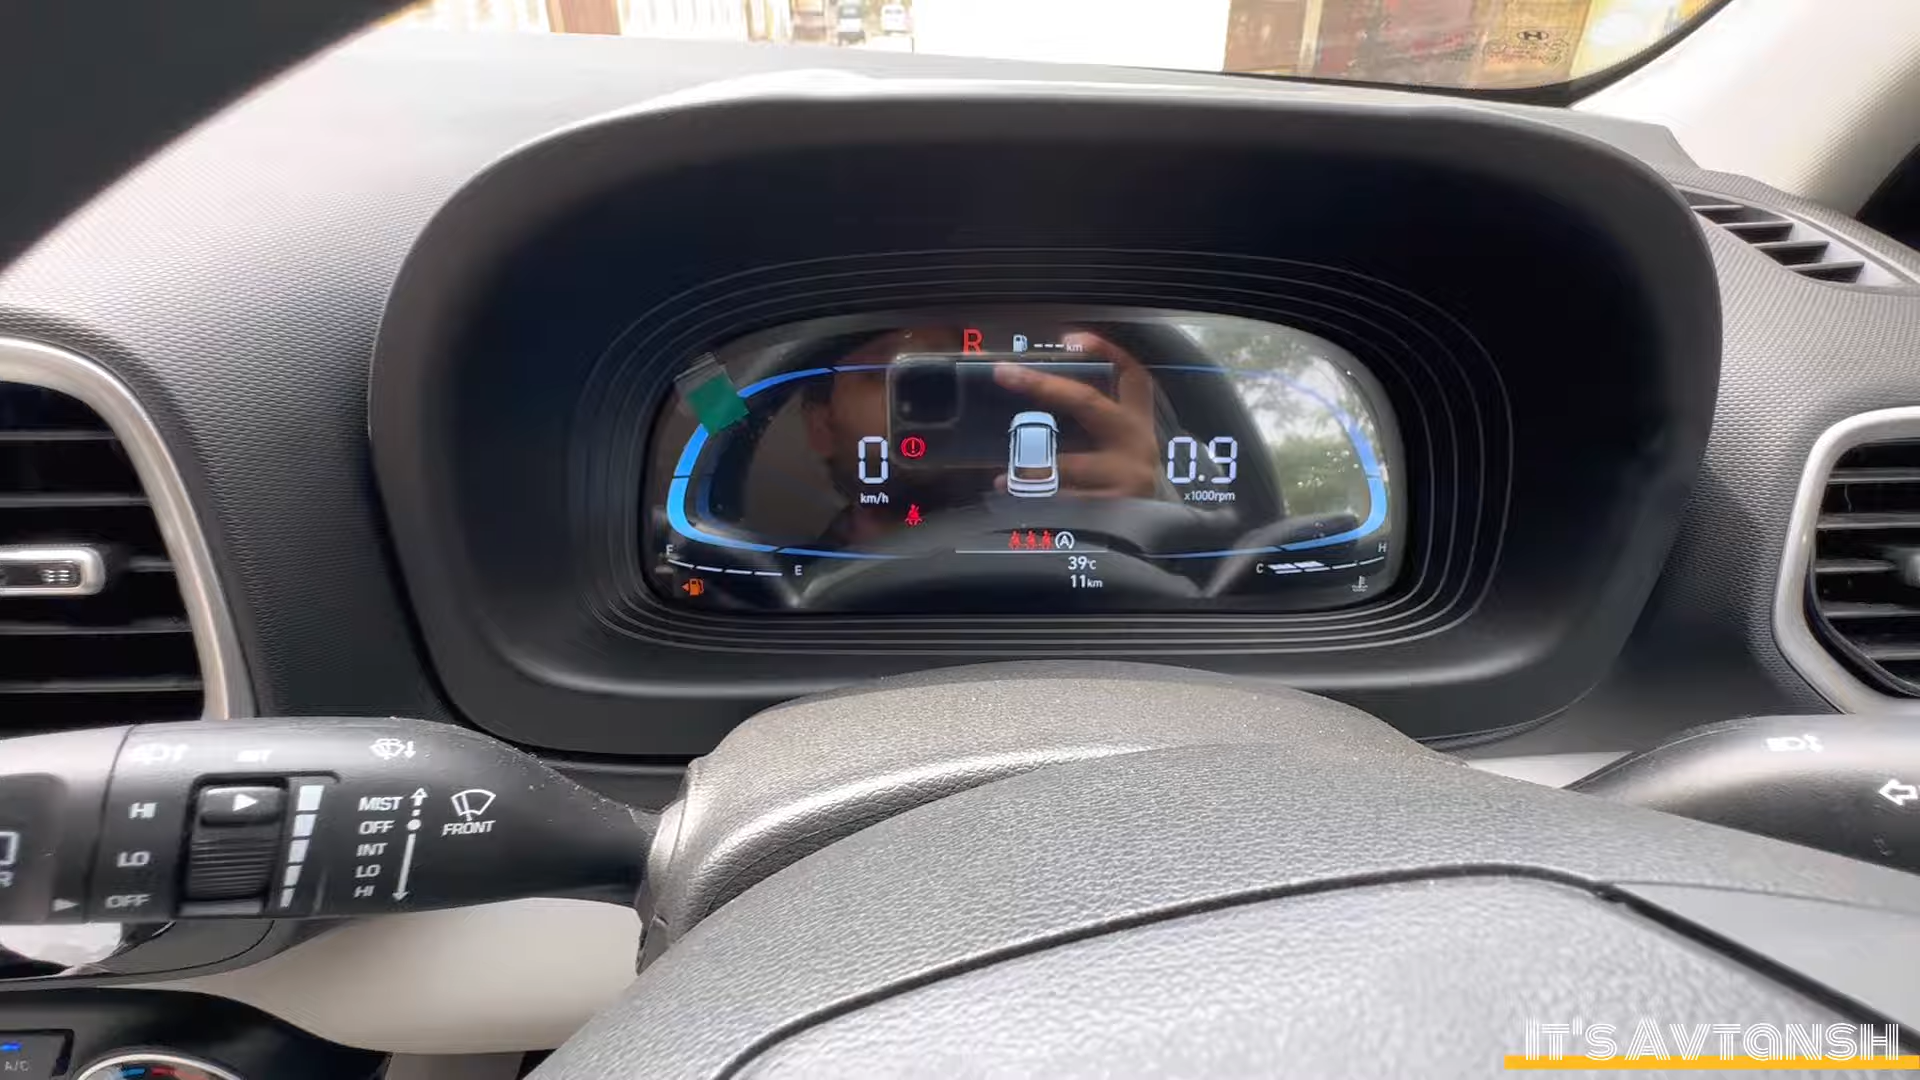 R --- km
0
km/h
0.9
x1000rpm
(A)
39°C
11km
E
H
C
MIST
OFF
INT
LO
HI
FRONT
HI
LO
OFF
A/C
IT'S AVTANSH